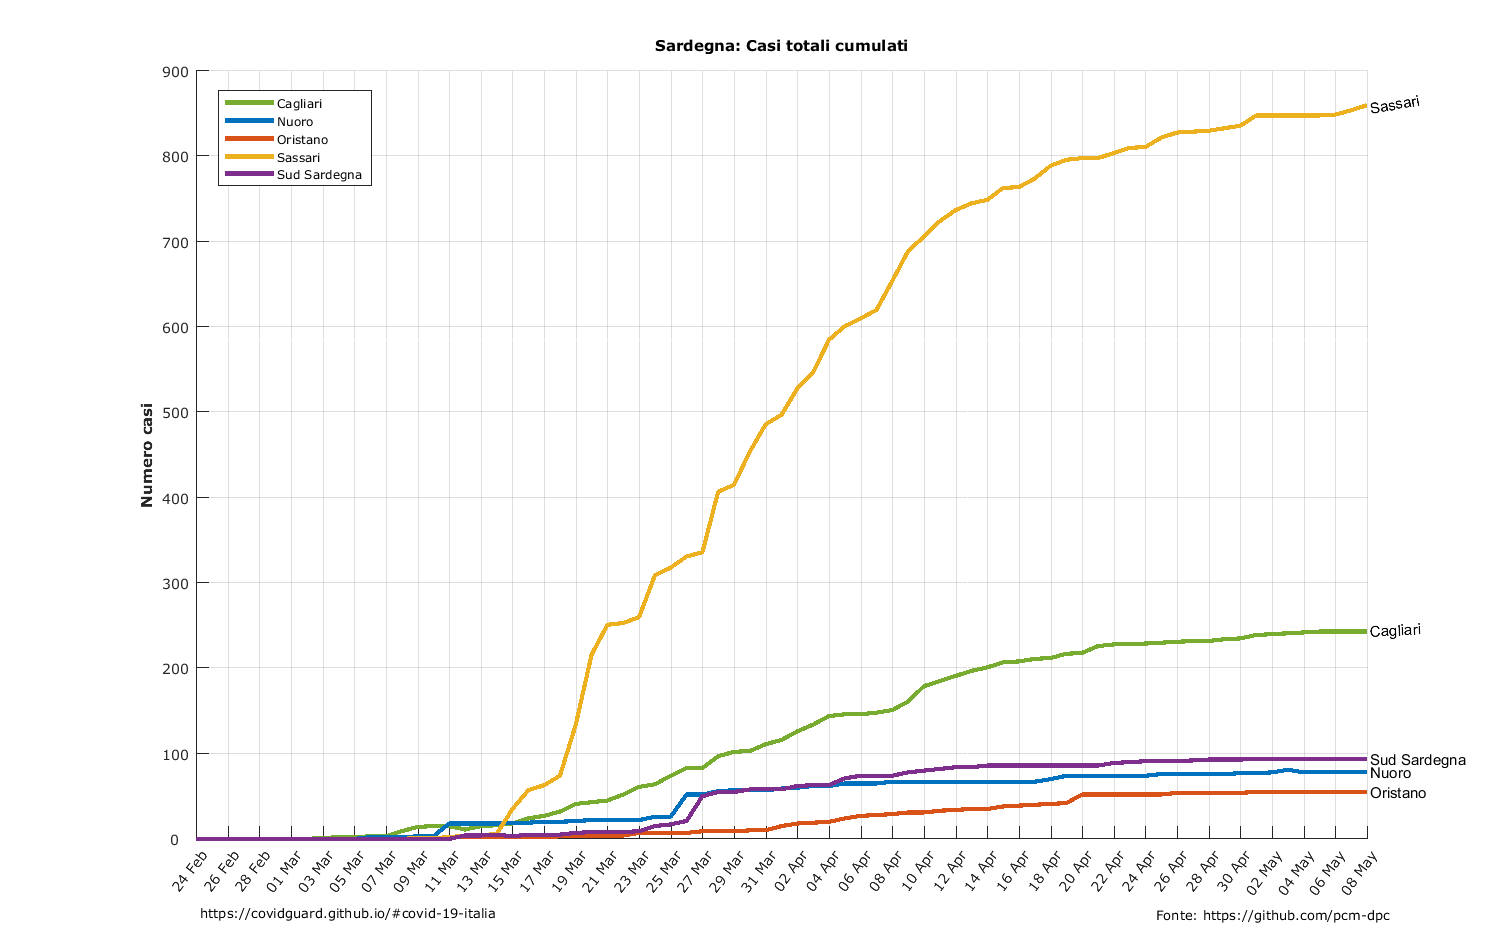 Sardegna: Casi totali cumulati
Numero casi
900
800
700
600
500
400
300
200
100
0
Cagliari
Nuoro
Oristano
Sassari
Sud Sardegna
Sassari
Cagliari
Sud Sardegna
Nuoro
Oristano
24 Feb
26 Feb
28 Feb
01 Mar
03 Mar
05 Mar
07 Mar
09 Mar
11 Mar
13 Mar
15 Mar
17 Mar
19 Mar
21 Mar
23 Mar
25 Mar
27 Mar
29 Mar
31 Mar
02 Apr
04 Apr
06 Apr
08 Apr
10 Apr
12 Apr
14 Apr
16 Apr
18 Apr
20 Apr
22 Apr
24 Apr
26 Apr
28 Apr
30 Apr
02 May
04 May
06 May
08 May
https://covidguard.github.io/#covid-19-italia
Fonte: https://github.com/pcm-dpc